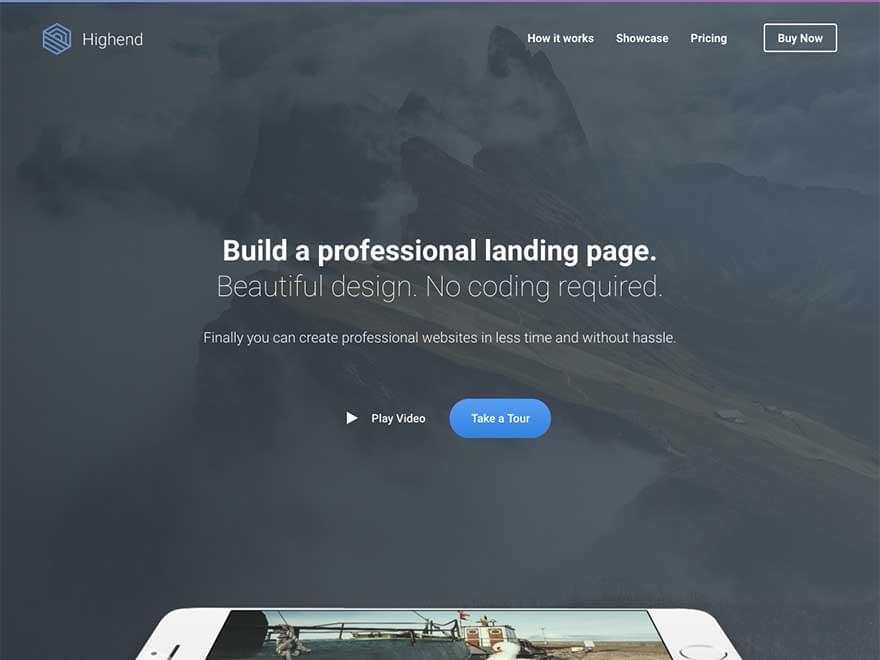 Highend
How it works
Showcase
Pricing
Buy Now
Build a professional landing page.
Beautiful design. No coding required.
Finally you can create professional websites in less time and without hassle.
Play Video
Take a Tour